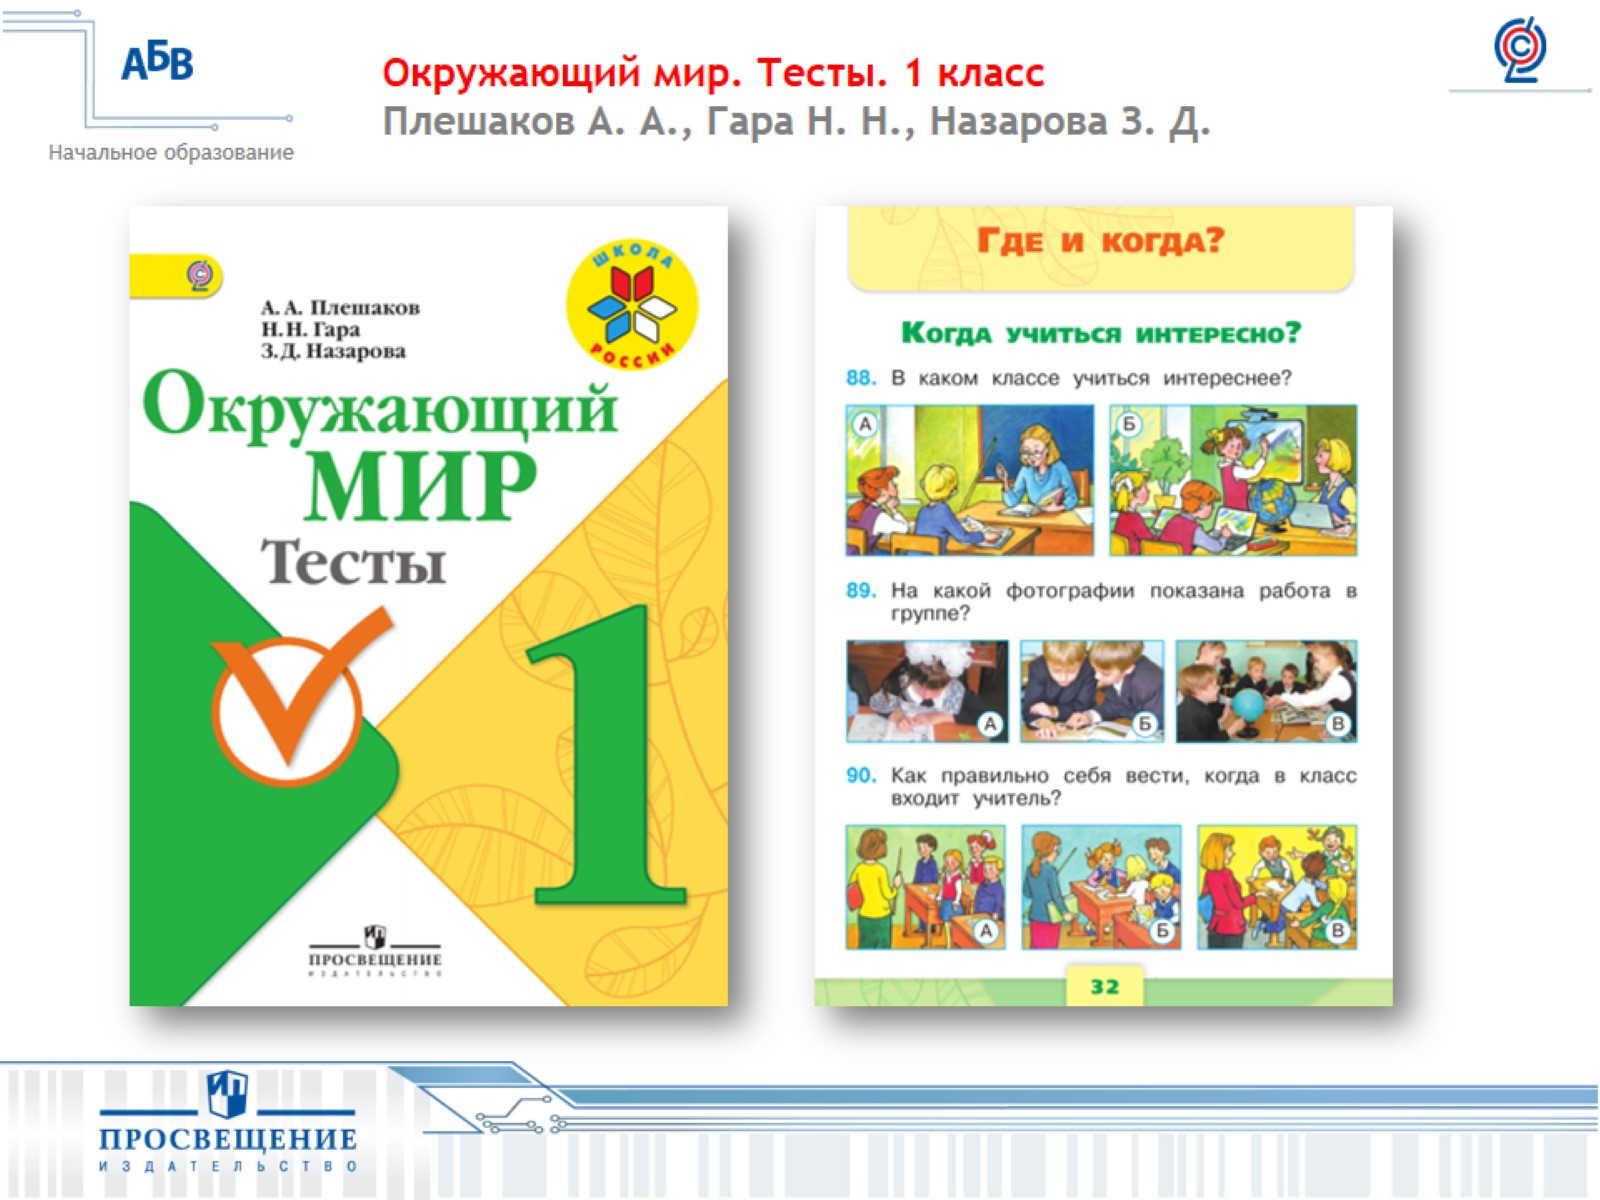 АБВ
Начальное образование
Окружающий мир. Тесты. 1 класс
Плешаков А. А., Гара Н. Н., Назарова З. Д.
А. А. Плешаков
Н. Н. Гара
З. Д. Назарова
ШКОЛА
РОССИИ
Окружающий
МИР
Тесты
1
ПРОСВЕЩЕНИЕ
ИЗДАТЕЛЬСТВО
ГДЕ И КОГДА?
КОГДА УЧИТЬСЯ ИНТЕРЕСНО?
88. В каком классе учиться интереснее?
А
Б
89. На какой фотографии показана работа в
группе?
А
Б
В
90. Как правильно себя вести, когда в класс
входит учитель?
А
Б
В
32
ИП
ПРОСВЕЩЕНИЕ
ИЗДАТЕЛЬСТВО